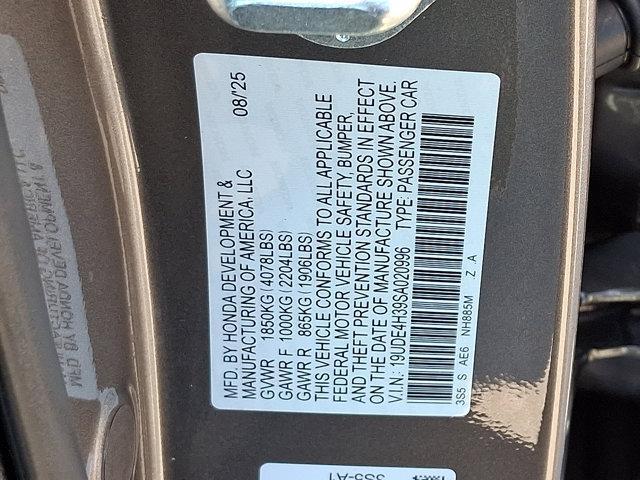 MFD. BY HONDA DEVELOPMENT &
MANUFACTURING OF AMERICA, LLC 08/'25
GVWR 1850KG (4078LBS)
GAWR F 1000KG (2204LBS)
GAWR R 865KG (1906LBS)
THIS VEHICLE CONFORMS TO ALL APPLICABLE
FEDERAL MOTOR VEHICLE SAFETY, BUMPER,
AND THEFT PREVENTION STANDARDS IN EFFECT
ON THE DATE OF MANUFACTURE SHOWN ABOVE.
V.I.N.: 19UDE4H39SA020996 TYPE: PASSENGER CAR
3S5 S AE6 NH885M Z A
3S5-A1